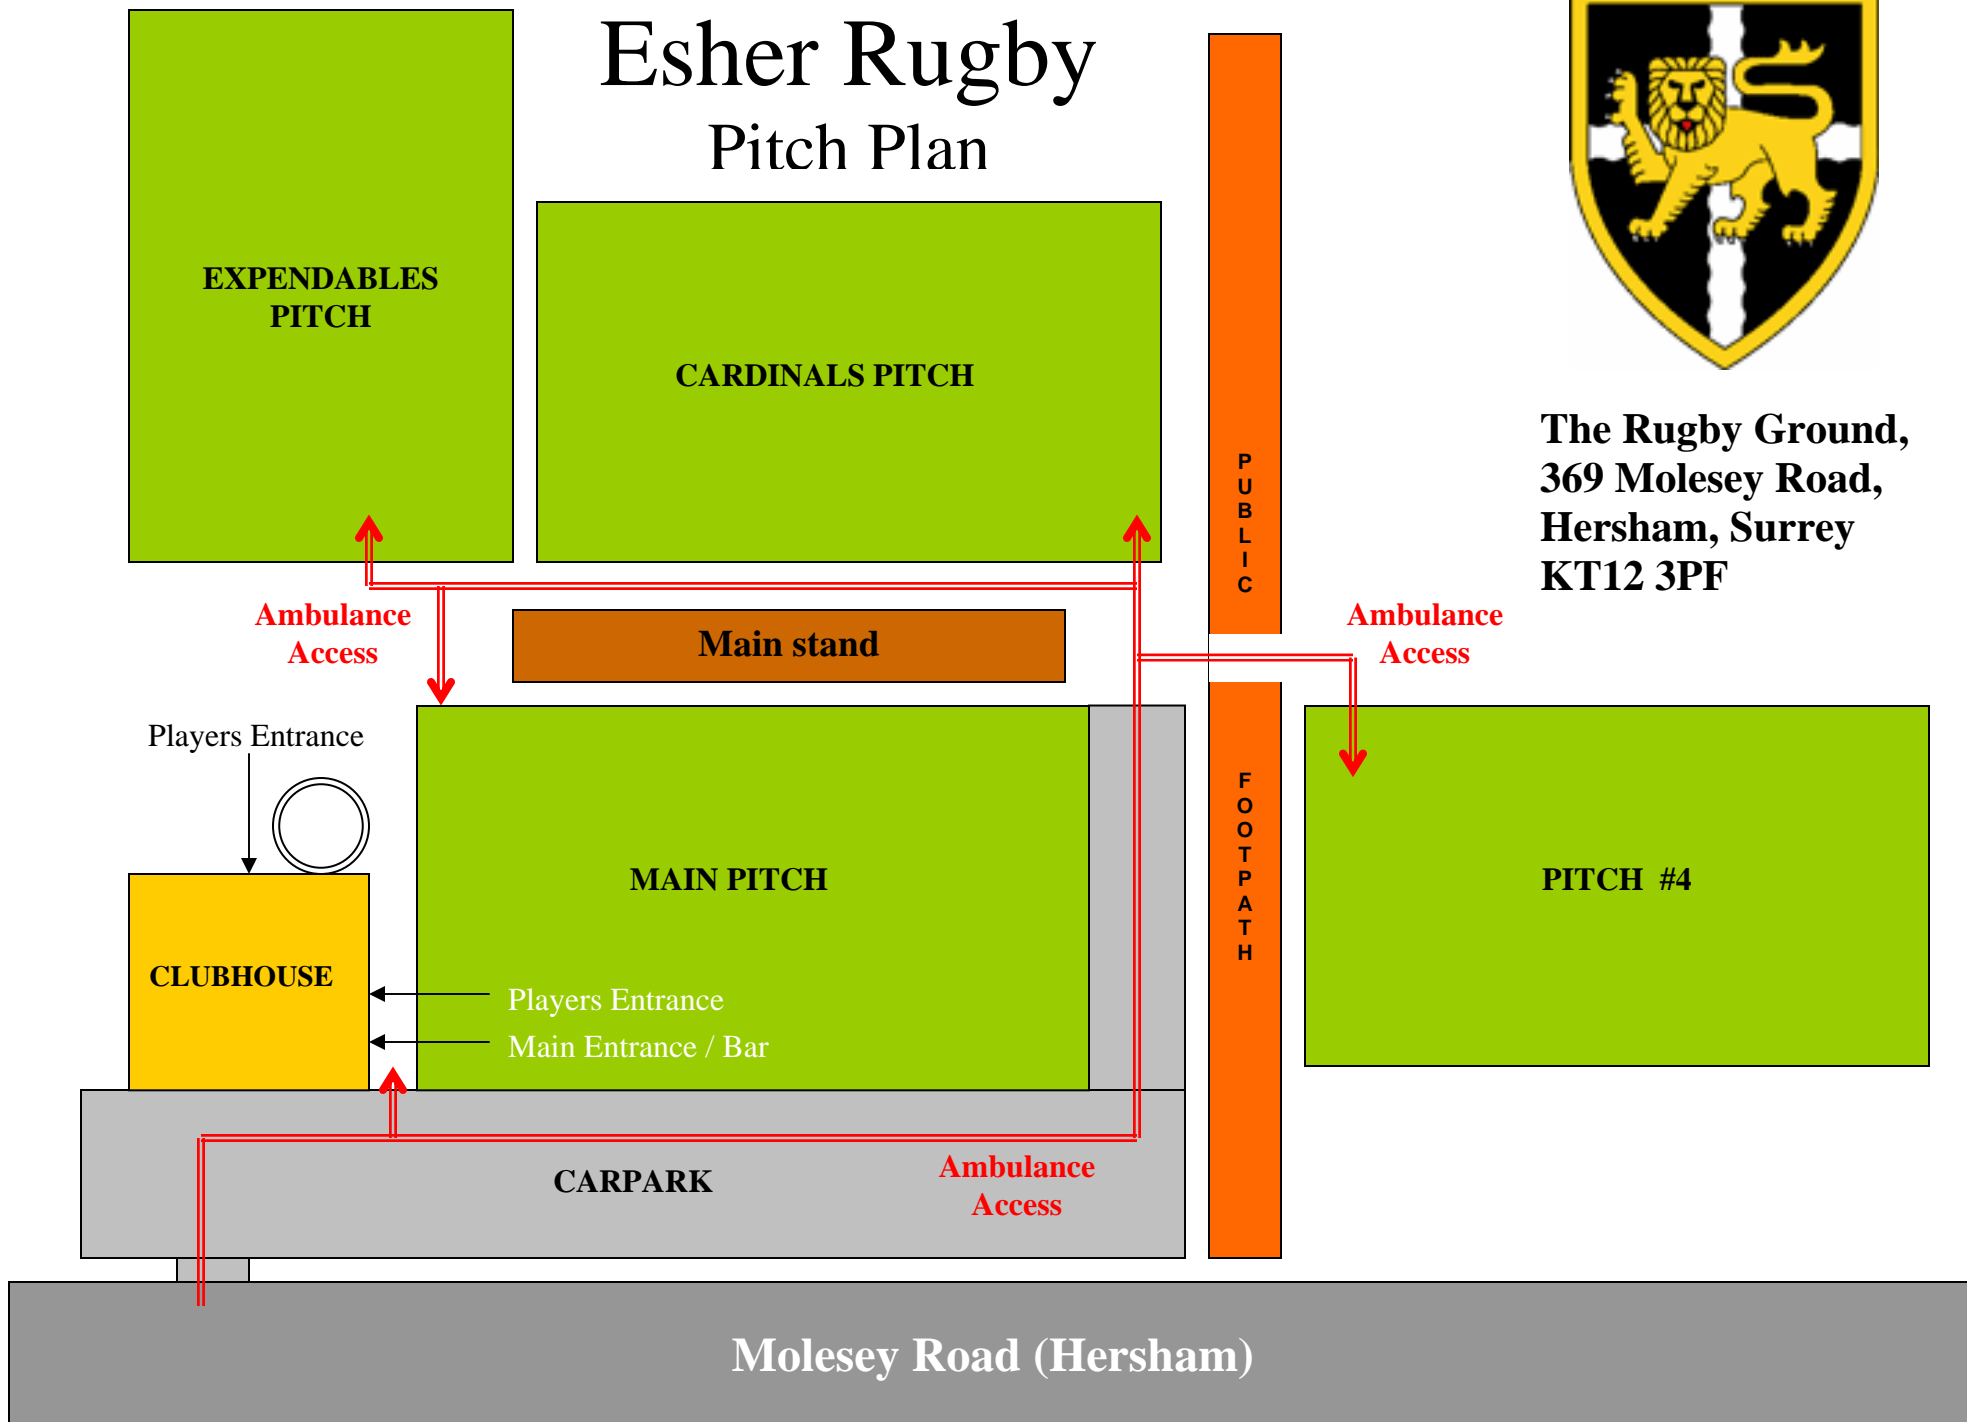 Esher Rugby
Pitch Plan
EXPENDABLES
PITCH
CARDINALS PITCH
The Rugby Ground,
369 Molesey Road,
Hersham, Surrey
KT12 3PF
PUBLIC
FOOTPATH
Ambulance
Access
Main stand
Ambulance
Access
Players Entrance
MAIN PITCH
PITCH #4
CLUBHOUSE
Players Entrance
Main Entrance / Bar
CARPARK
Ambulance
Access
Molesey Road (Hersham)